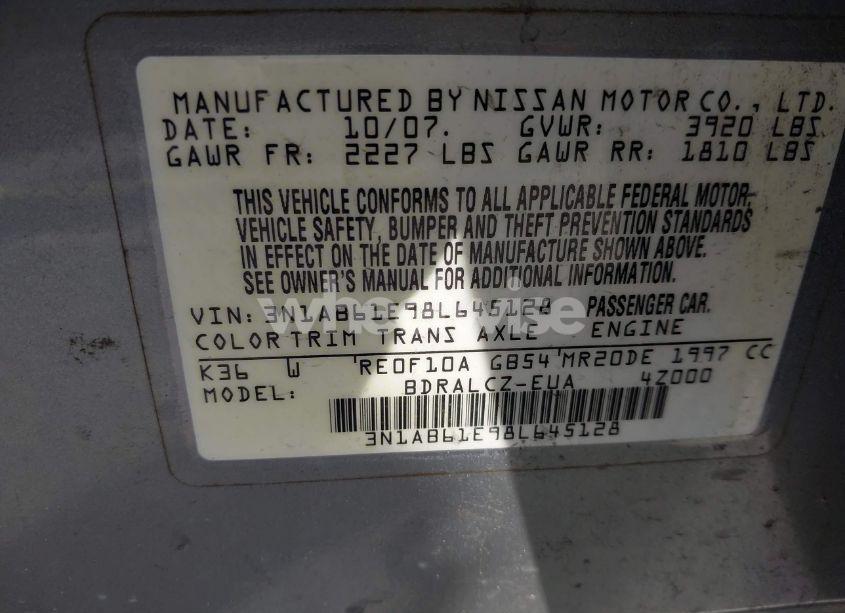 MANUFACTURED BY NISSAN MOTOR CO., LTD.
DATE: 10/07. GVWR: 3920 LBS
GAWR FR: 2227 LBS GAWR RR: 1810 LBS
THIS VEHICLE CONFORMS TO ALL APPLICABLE FEDERAL MOTOR
VEHICLE SAFETY, BUMPER AND THEFT PREVENTION STANDARDS
IN EFFECT ON THE DATE OF MANUFACTURE SHOWN ABOVE.
SEE OWNER'S MANUAL FOR ADDITIONAL INFORMATION.
VIN: 3N1AB61E98L645128 PASSENGER CAR.
COLOR TRIM TRANS AXLE ENGINE
K36 W RE0F10A GB54 MR20DE 1997 CC
MODEL: BDRALCZ-EUA 4Z000
3N1AB61E98L645128